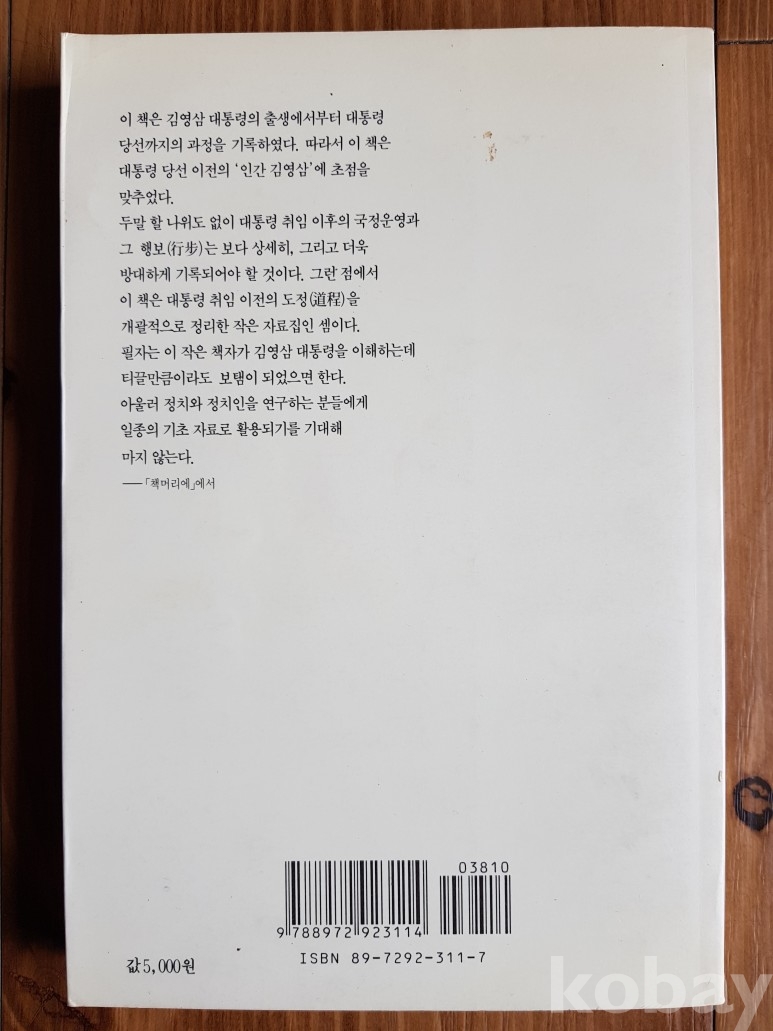 이 책은 김영삼 대통령의 출생에서부터 대통령
당선까지의 과정을 기록하였다. 따라서 이 책은
대통령 당선 이전의 ‘인간 김영삼’에 초점을
맞추었다.
두말 할 나위도 없이 대통령 취임 이후의 국정운영과
그 행보(行步)는 보다 상세히, 그리고 더욱
방대하게 기록되어야 할 것이다. 그런 점에서
이 책은 대통령 취임 이전의 도정(道程)을
개괄적으로 정리한 작은 자료집인 셈이다.
필자는 이 작은 책자가 김영삼 대통령을 이해하는데
티끌만큼이라도 보탬이 되었으면 한다.
아울러 정치와 정치인을 연구하는 분들에게
일종의 기초 자료로 활용되기를 기대해
마지 않는다.
──「책머리에」에서
03810
9 788972 923114
ISBN 89-7292-311-7
값 5,000원
kobay